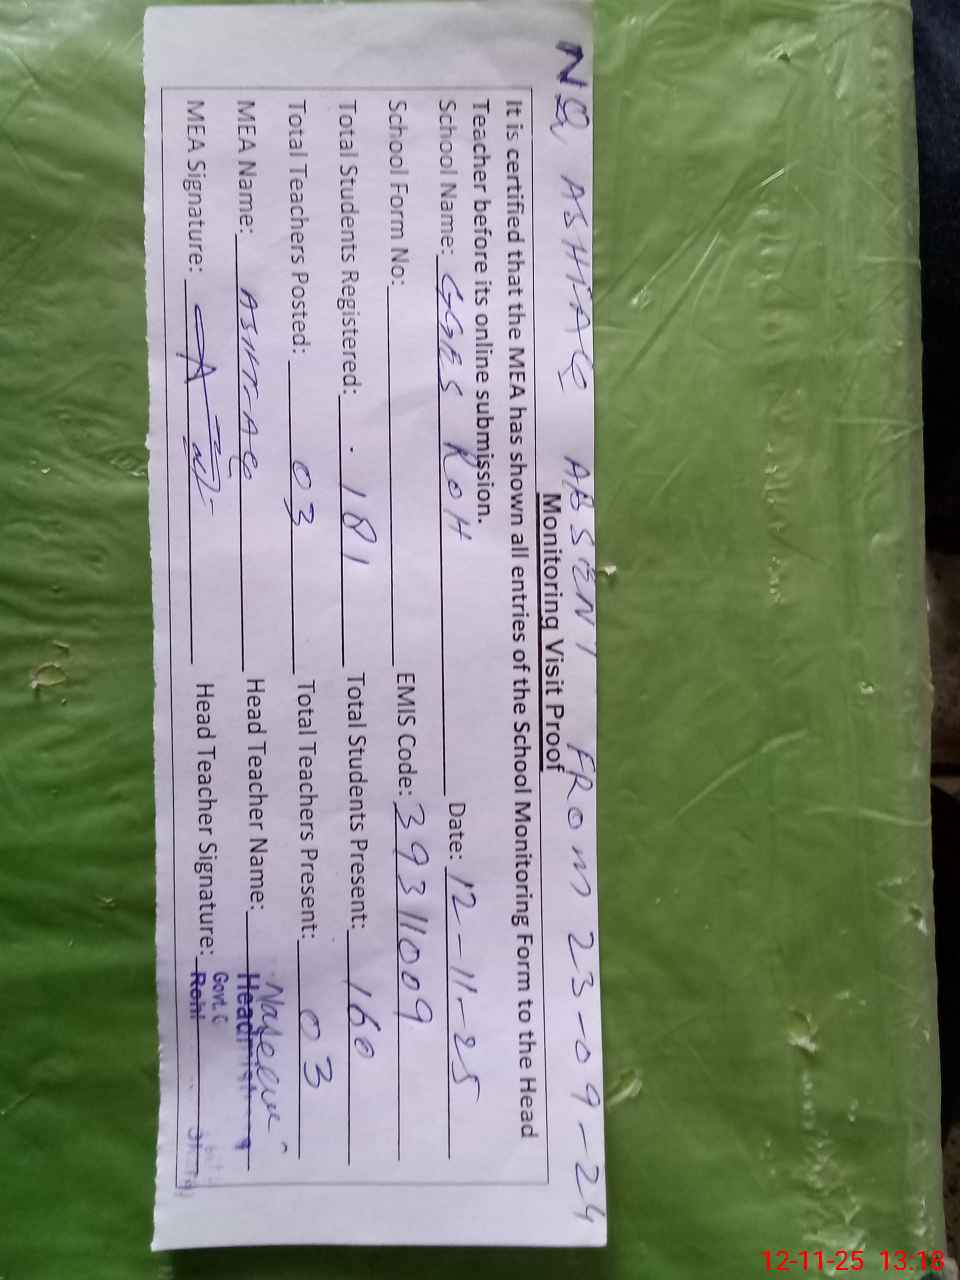 NQ, ASHFAQ ABSENT FROM 23-09-24
Monitoring Visit Proof
It is certified that the MEA has shown all entries of the School Monitoring Form to the Head
Teacher before its online submission.
School Name: GGES ROH Date: 12-11-25
School Form No: EMIS Code: 39311009
Total Students Registered: 181 Total Students Present: 160
Total Teachers Posted: 03 Total Teachers Present: 03
MEA Name: ASHFAQ Head Teacher Name:
MEA Signature: Head Teacher Signature:
Govt. G
12-11-25 13:18